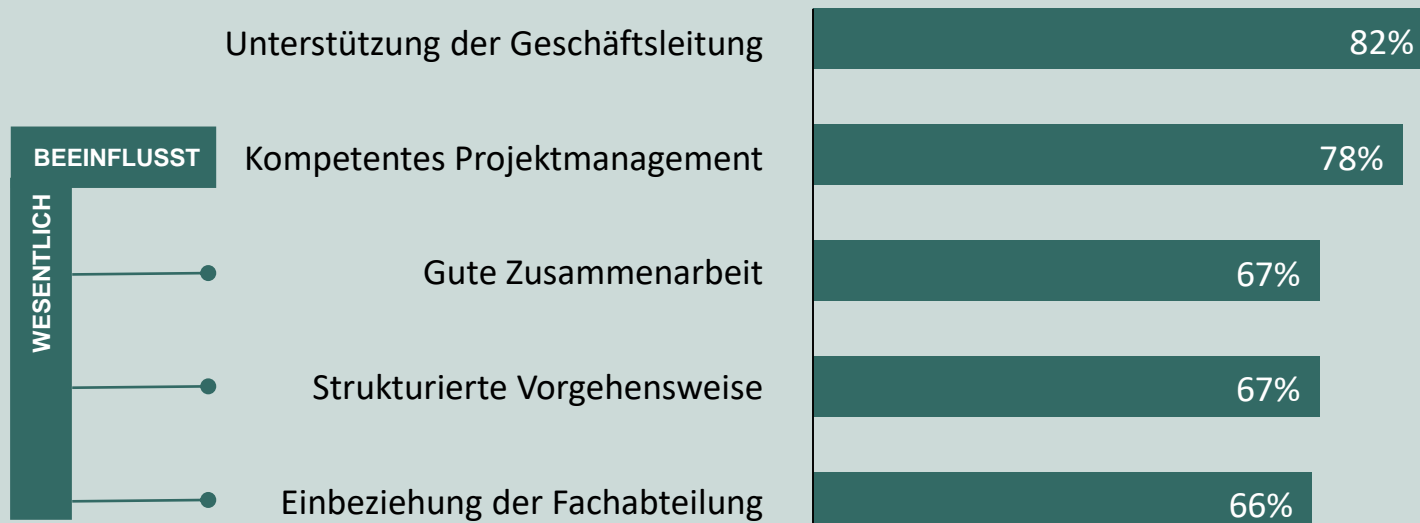 Unterstützung der Geschäftsleitung 82%
BEEINFLUSST Kompetentes Projektmanagement 78%
WESENTLICH
Gute Zusammenarbeit 67%
Strukturierte Vorgehensweise 67%
Einbeziehung der Fachabteilung 66%